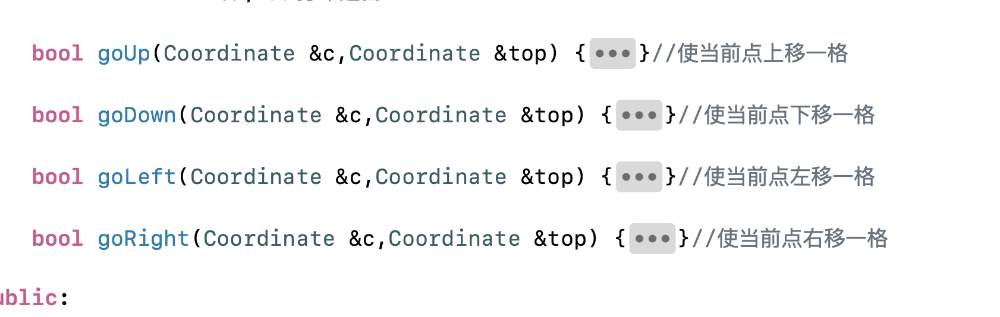 bool goUp(Coordinate &c,Coordinate &top) {•••}//使当前点上移一格
bool goDown(Coordinate &c,Coordinate &top) {•••}//使当前点下移一格
bool goLeft(Coordinate &c,Coordinate &top) {•••}//使当前点左移一格
bool goRight(Coordinate &c,Coordinate &top) {•••}//使当前点右移一格
ublic: